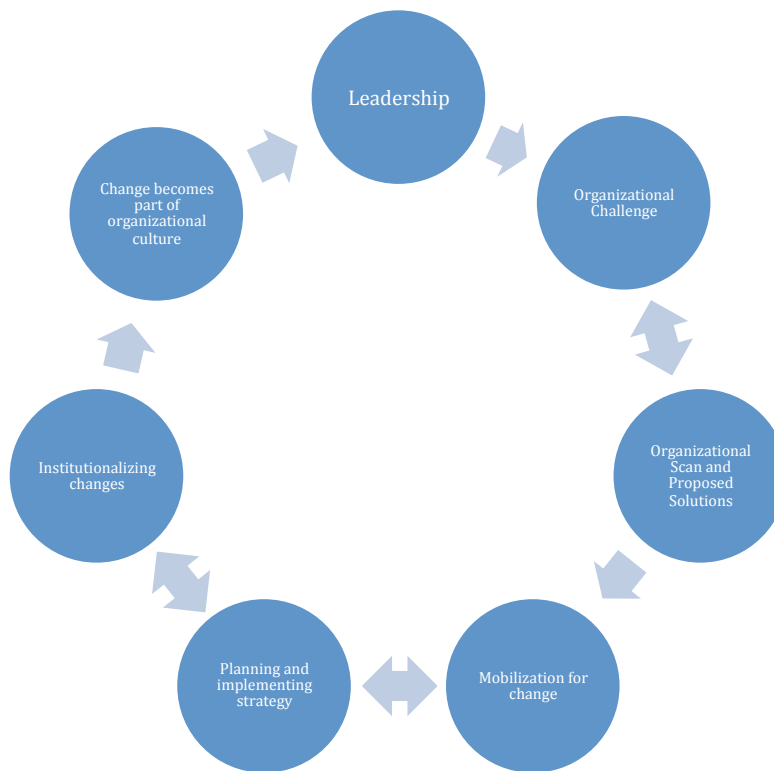 Leadership
Organizational
Challenge
Organizational
Scan and
Proposed
Solutions
Mobilization for
change
Planning and
implementing
strategy
Institutionalizing
changes
Change becomes
part of
organizational
culture